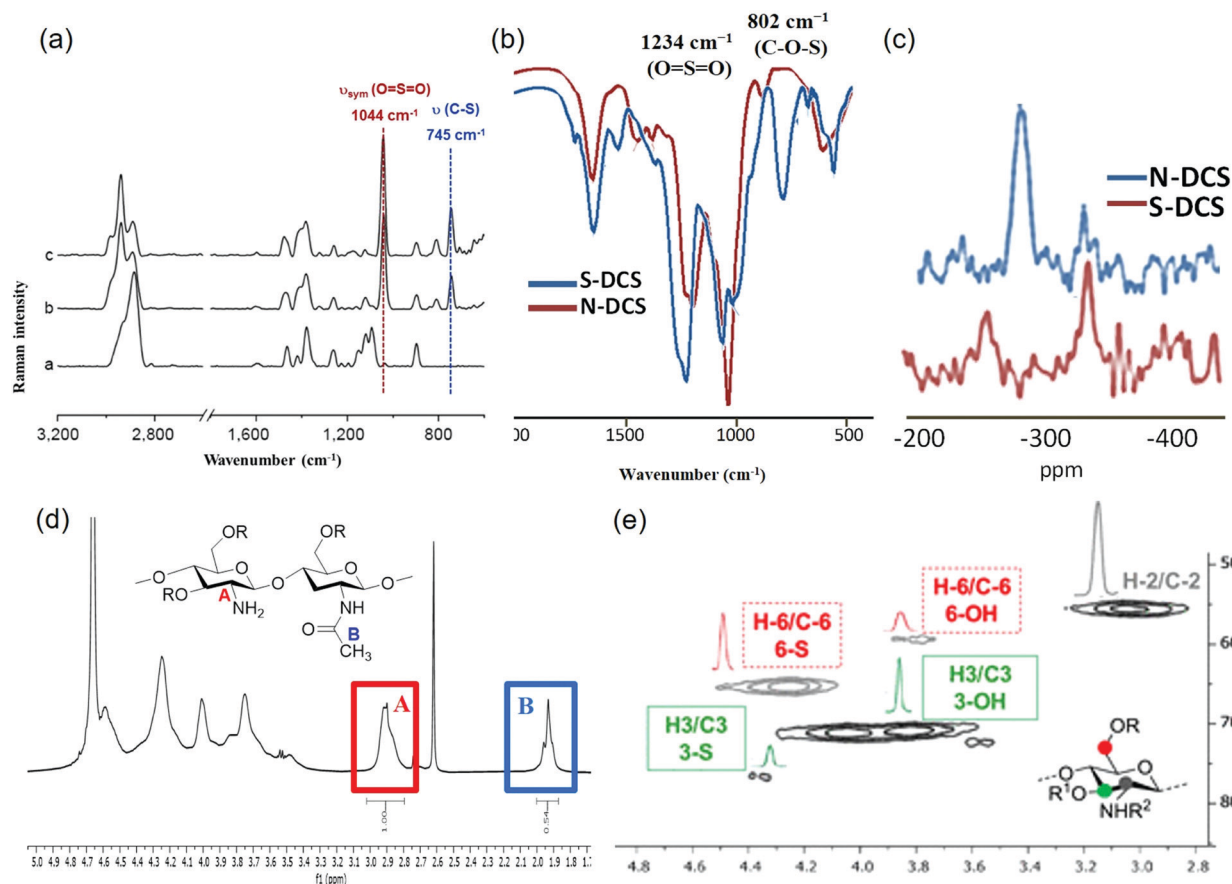 (a)
υsym (O=S=O)
1044 cm⁻¹
υ (C-S)
745 cm⁻¹
c
b
a
Raman intensity
3,200 2,800 1,600 1,200 800
Wavenumber (cm⁻¹)
(b)
1234 cm⁻¹
(O=S=O)
802 cm⁻¹
(C-O-S)
S-DCS
N-DCS
00 1500 1000 500
Wavenumber (cm⁻¹)
(c)
N-DCS
S-DCS
-200 -300 -400
ppm
(d)
OR
OR
O
O
O
O
O
RO
A
NH₂
NH
O
B
CH₃
A
B
1.00
0.54
5.0 4.9 4.8 4.7 4.6 4.5 4.4 4.3 4.2 4.1 4.0 3.9 3.8 3.7 3.6 3.5 3.4 3.3 3.2 3.1 3.0 2.9 2.8 2.7 2.6 2.5 2.4 2.3 2.2 2.1 2.0 1.9 1.8 1.7
f1 (ppm)
(e)
H-2/C-2
H-6/C-6
6-OH
H-6/C-6
6-S
H3/C3
3-OH
H3/C3
3-S
OR
O
O
R¹O
NHR²
50
60
70
80
4.8 4.6 4.4 4.2 4.0 3.8 3.6 3.4 3.2 3.0 2.8